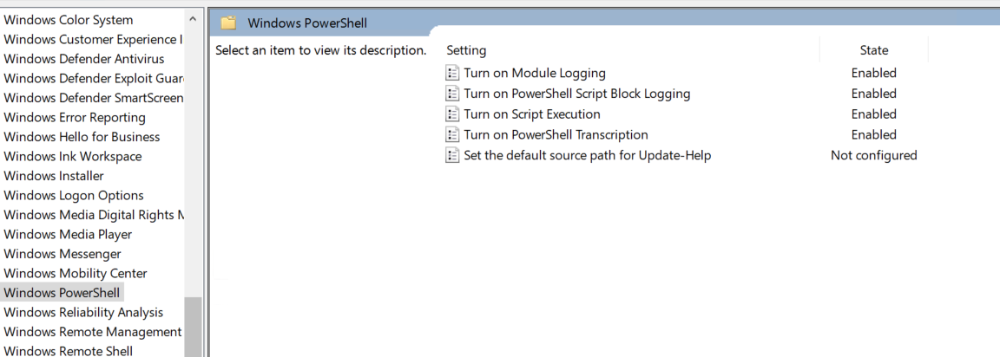 Windows Color System
Windows Customer Experience I
Windows Defender Antivirus
Windows Defender Exploit Guar
Windows Defender SmartScreen
Windows Error Reporting
Windows Hello for Business
Windows Ink Workspace
Windows Installer
Windows Logon Options
Windows Media Digital Rights M
Windows Media Player
Windows Messenger
Windows Mobility Center
Windows PowerShell
Windows Reliability Analysis
Windows Remote Management
Windows Remote Shell
Windows PowerShell
Select an item to view its description.
Setting State
Turn on Module Logging Enabled
Turn on PowerShell Script Block Logging Enabled
Turn on Script Execution Enabled
Turn on PowerShell Transcription Enabled
Set the default source path for Update-Help Not configured